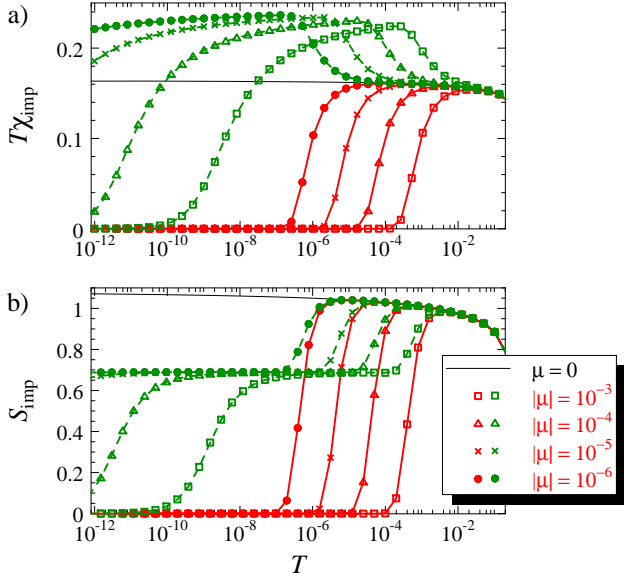 a)
0.2
0.1
0
Tχimp
10⁻¹² 10⁻¹⁰ 10⁻⁸ 10⁻⁶ 10⁻⁴ 10⁻²
b)
1
0.8
0.6
0.4
0.2
0
Simp
10⁻¹² 10⁻¹⁰ 10⁻⁸ 10⁻⁶ 10⁻⁴ 10⁻²
T
μ = 0
|μ| = 10⁻³
|μ| = 10⁻⁴
|μ| = 10⁻⁵
|μ| = 10⁻⁶